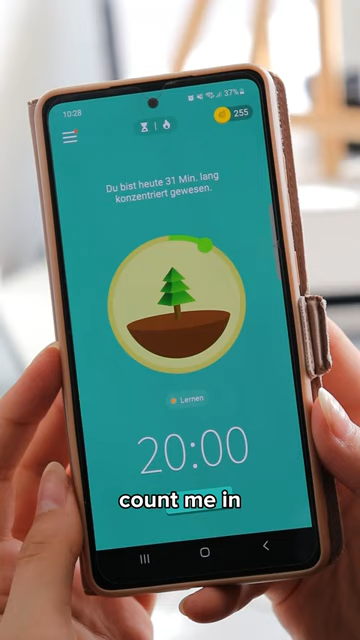 10:28
37%
255
Du bist heute 31 Min. lang
konzentriert gewesen.
Lernen
20:00
count me in